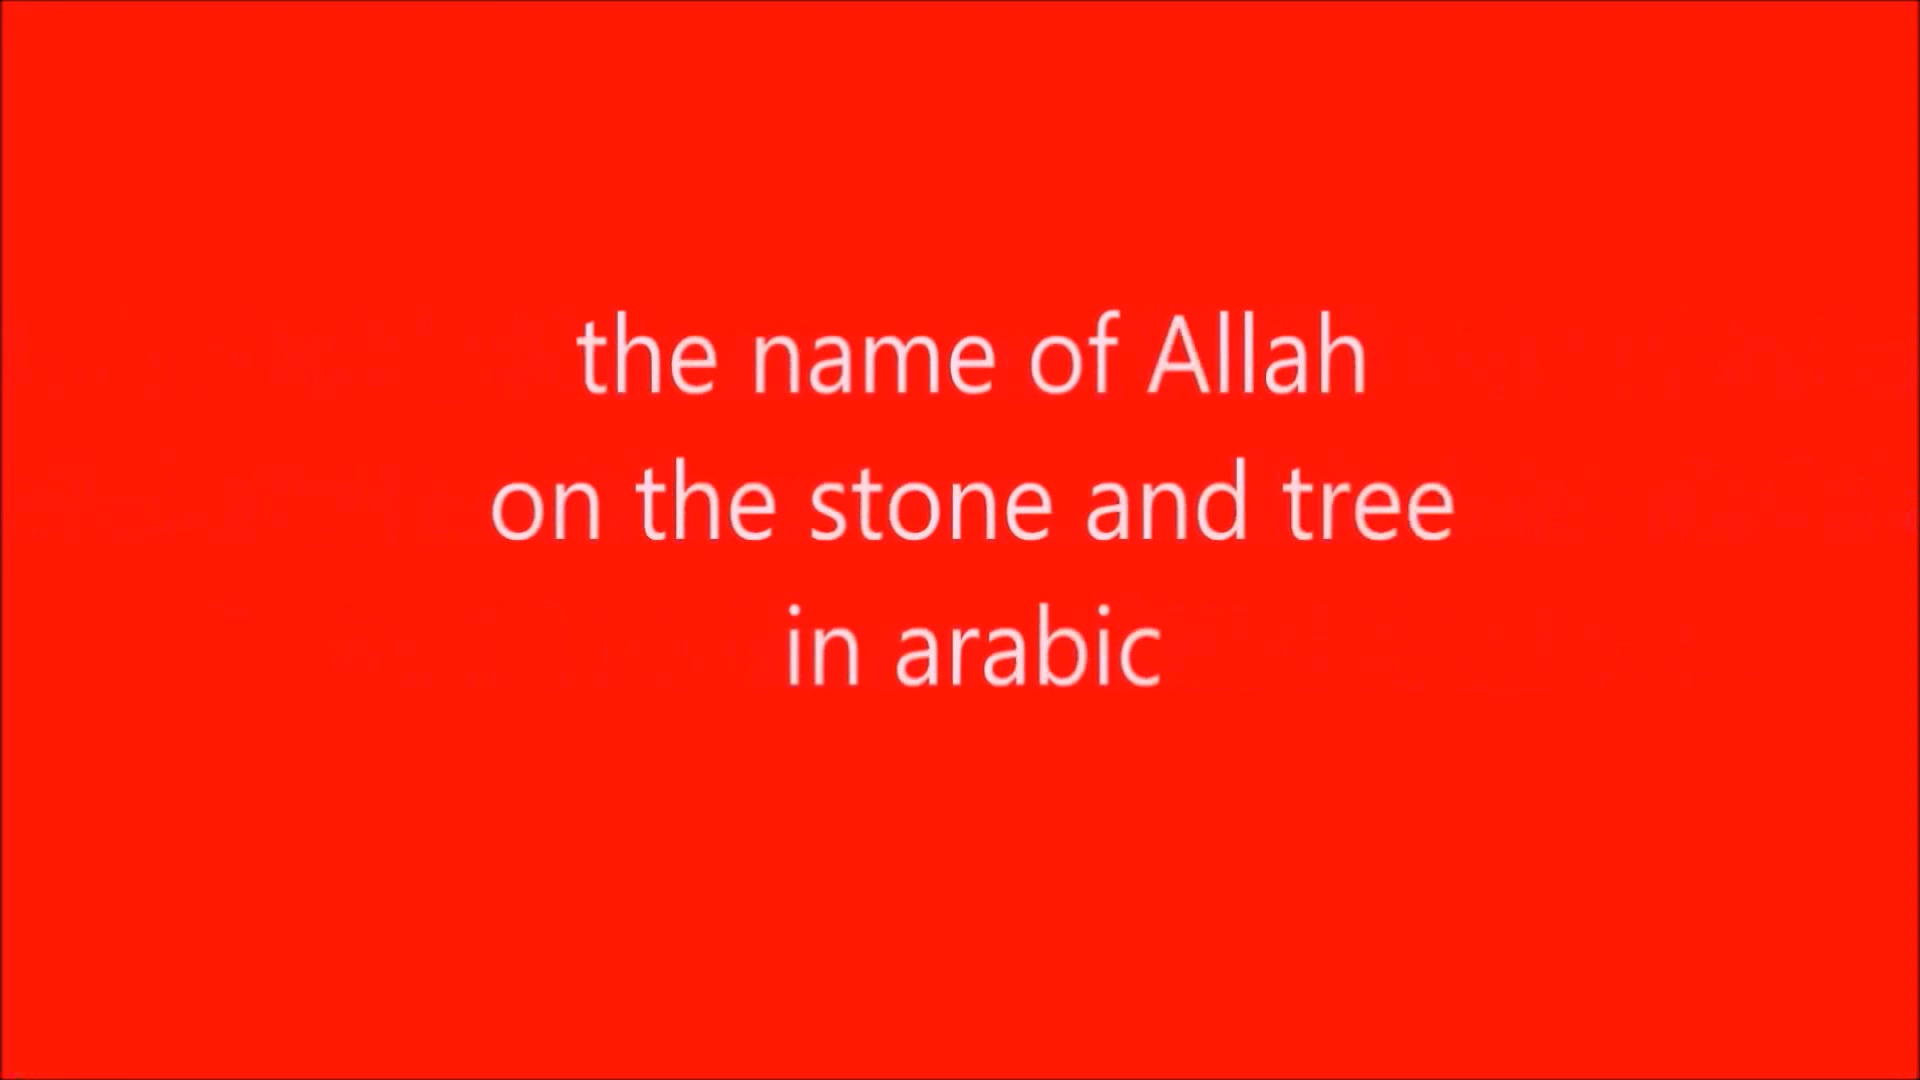 the name of Allah
on the stone and tree
in arabic